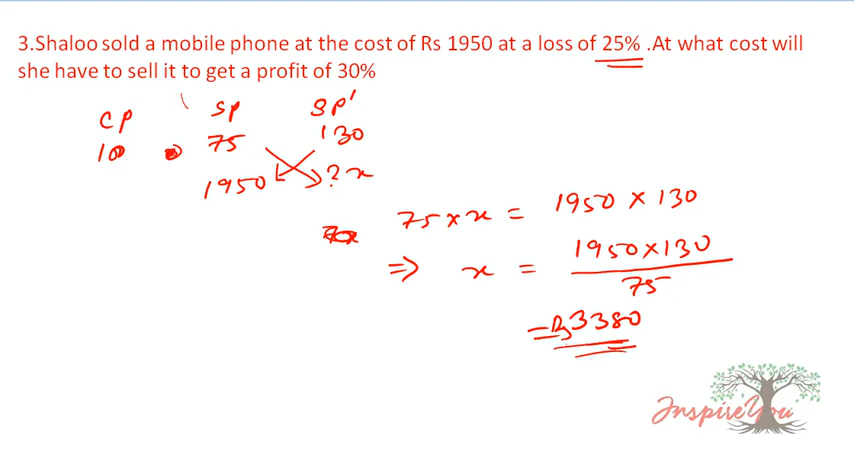 3.Shaloo sold a mobile phone at the cost of Rs 1950 at a loss of 25% .At what cost will
she have to sell it to get a profit of 30%
CP SP SP'
100 75 130
1950 ? x
75 × x = 1950 × 130
⇒ x = 1950 × 130
75
= Rs 3380
InspireYou